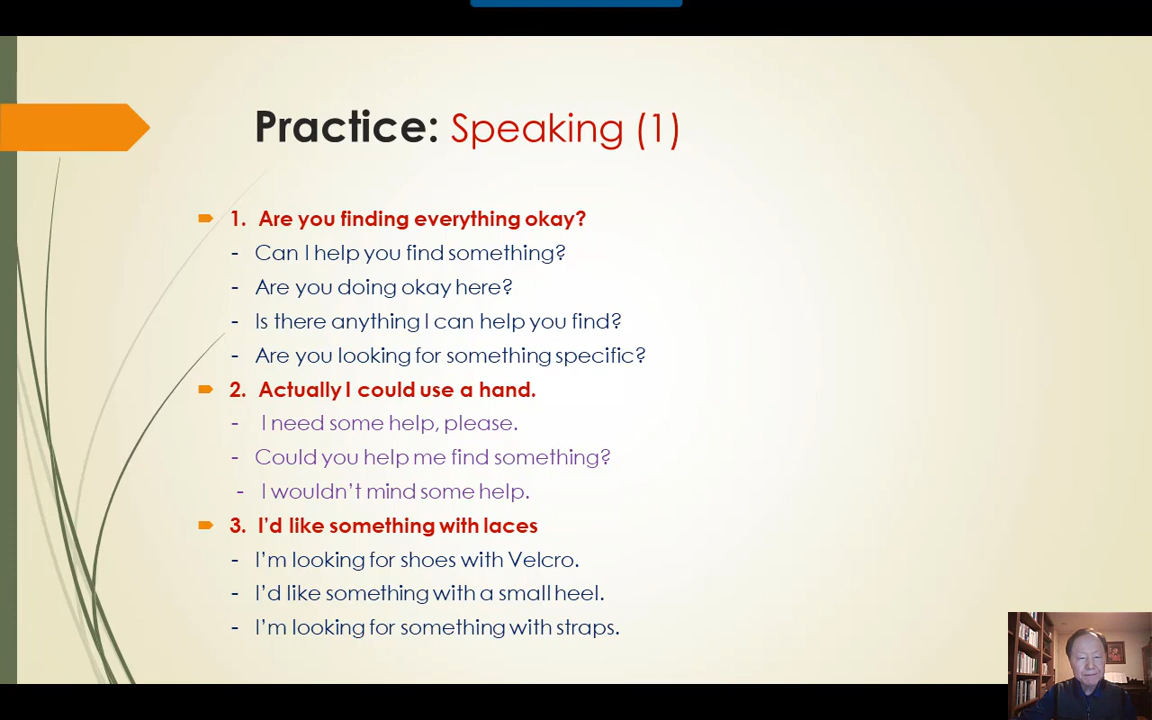 Practice: Speaking (1)
1. Are you finding everything okay?
- Can I help you find something?
- Are you doing okay here?
- Is there anything I can help you find?
- Are you looking for something specific?
2. Actually I could use a hand.
- I need some help, please.
- Could you help me find something?
- I wouldn't mind some help.
3. I'd like something with laces
- I'm looking for shoes with Velcro.
- I'd like something with a small heel.
- I'm looking for something with straps.